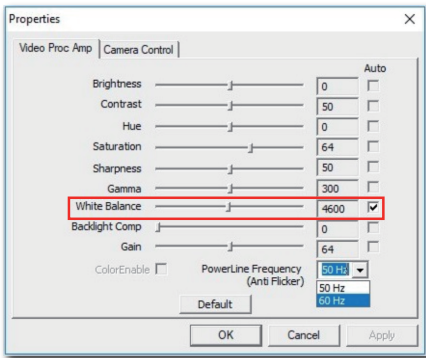 Properties
Video Proc Amp Camera Control
Auto
Brightness 0
Contrast 50
Hue 0
Saturation 64
Sharpness 50
Gamma 300
White Balance 4600
Backlight Comp 0
Gain 64
ColorEnable PowerLine Frequency 50 Hz
(Anti Flicker)
50 Hz
60 Hz
Default
OK Cancel Apply